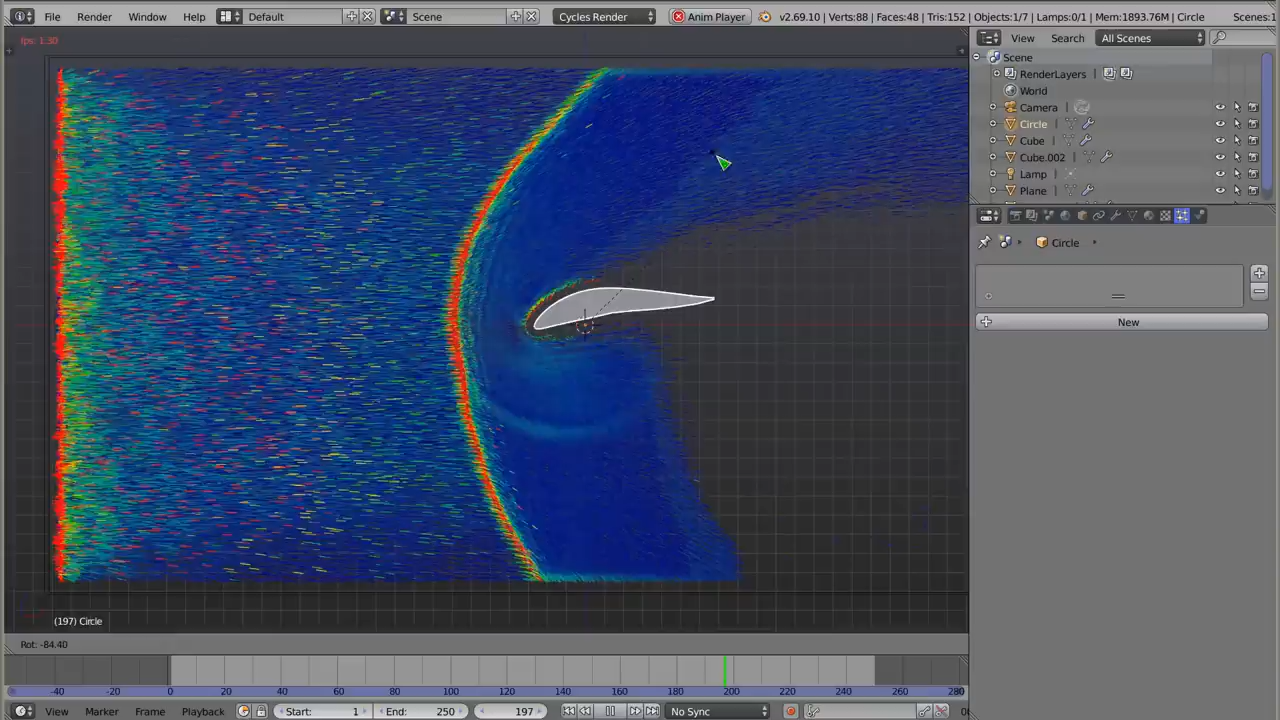 File Render Window Help Default Scene Cycles Render Anim Player v2.69.10 | Verts:88 | Faces:48 | Tris:152 | Objects:1/7 | Lamps:0/1 | Mem:1893.76M | Circle Scenes:1
fps: 1.30
View Search All Scenes
Scene
RenderLayers
World
Camera
Circle
Cube
Cube.002
Lamp
Plane
Circle
New
(197) Circle
Rot: -84.40
-40 -20 0 20 40 60 80 100 120 140 160 180 200 220 240 260 280
View Marker Frame Playback Start: 1 End: 250 197 No Sync